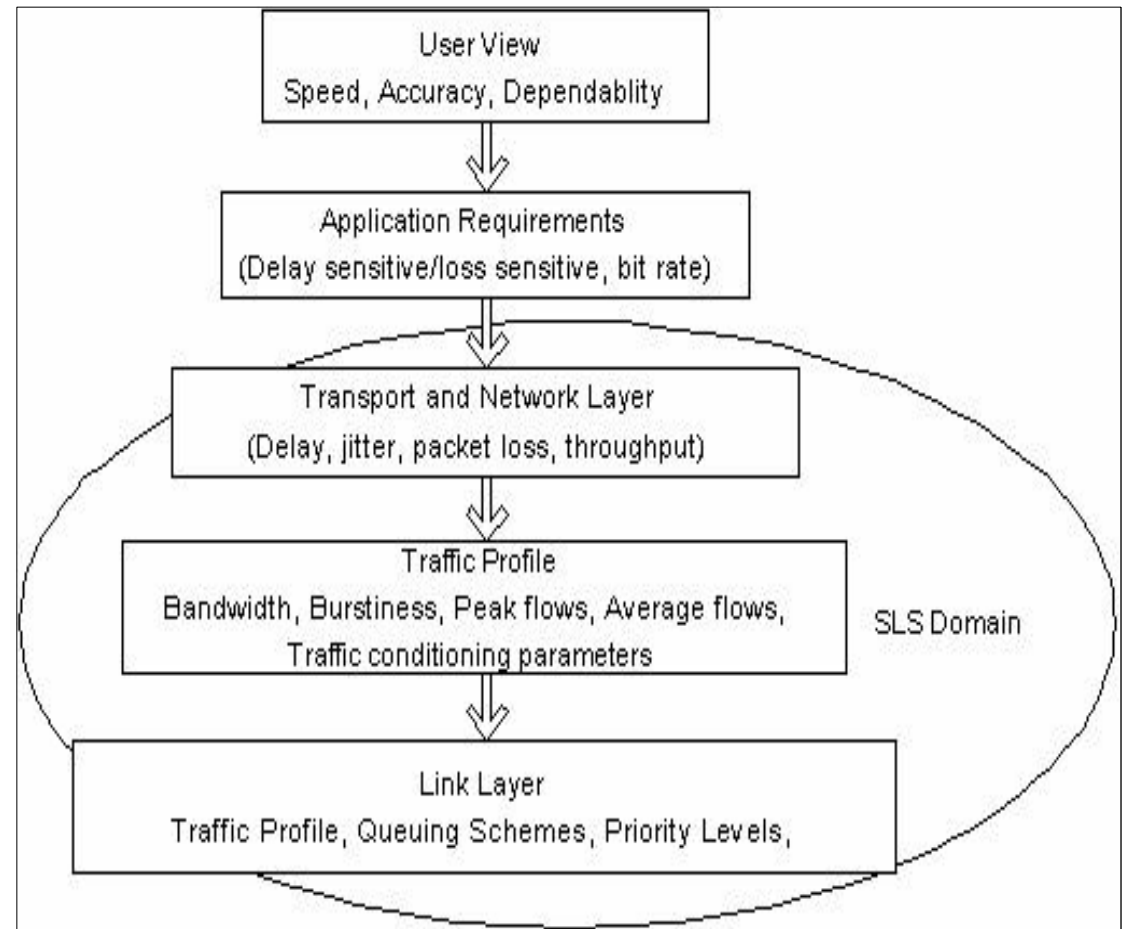 User View
Speed, Accuracy, Dependablity
Application Requirements
(Delay sensitive/loss sensitive, bit rate)
Transport and Network Layer
(Delay, jitter, packet loss, throughput)
Traffic Profile
Bandwidth, Burstiness, Peak flows, Average flows,
Traffic conditioning parameters
SLS Domain
Link Layer
Traffic Profile, Queuing Schemes, Priority Levels,